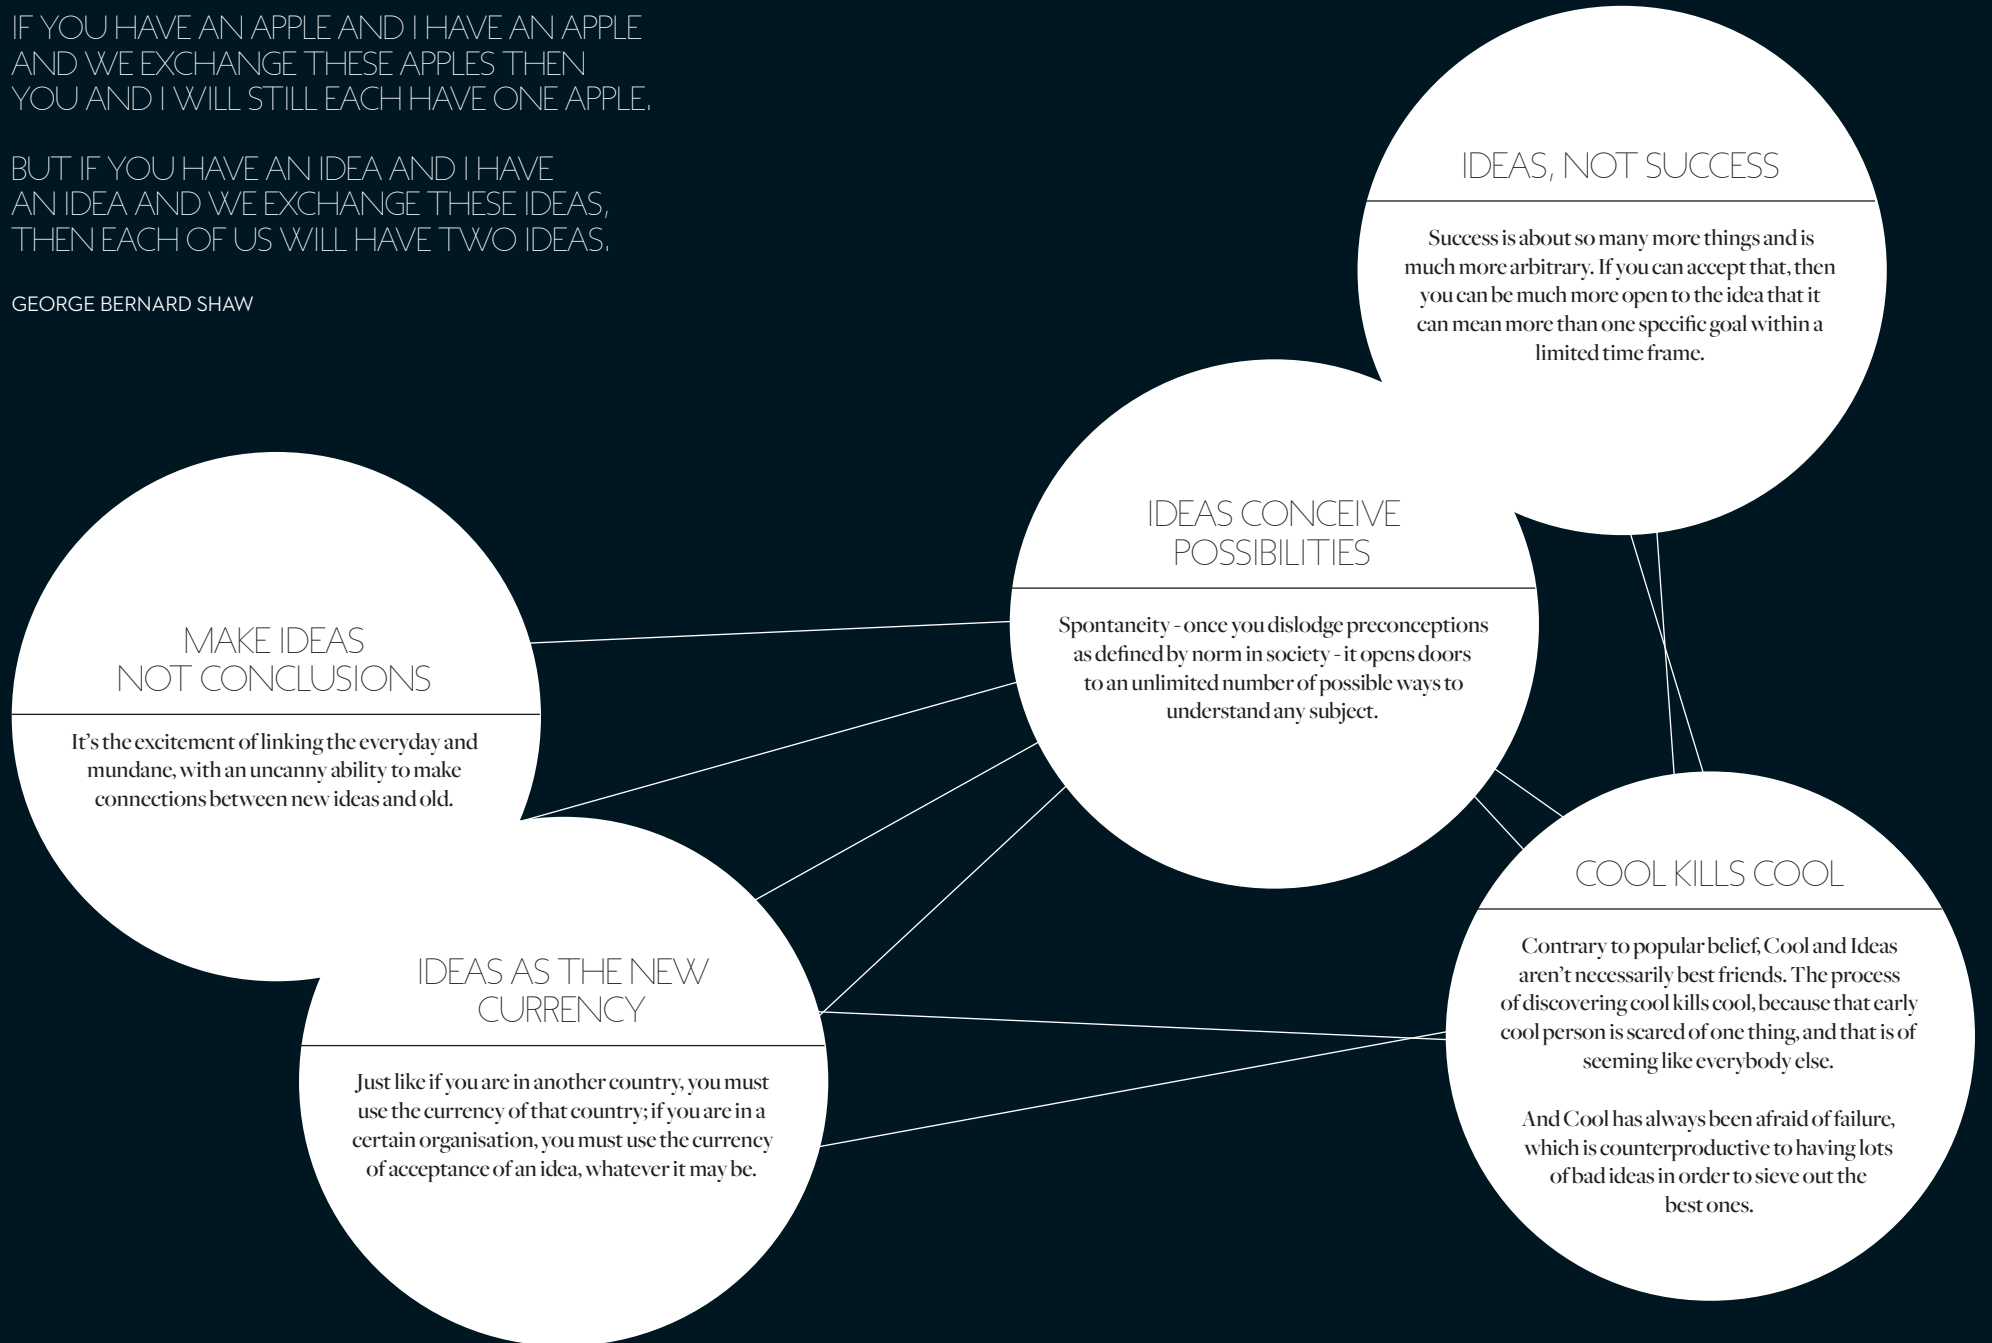 IF YOU HAVE AN APPLE AND I HAVE AN APPLE
AND WE EXCHANGE THESE APPLES THEN
YOU AND I WILL STILL EACH HAVE ONE APPLE.
BUT IF YOU HAVE AN IDEA AND I HAVE
AN IDEA AND WE EXCHANGE THESE IDEAS,
THEN EACH OF US WILL HAVE TWO IDEAS.
GEORGE BERNARD SHAW
IDEAS, NOT SUCCESS
Success is about so many more things and is
much more arbitrary. If you can accept that, then
you can be much more open to the idea that it
can mean more than one specific goal within a
limited time frame.
IDEAS CONCEIVE
POSSIBILITIES
Spontaneity - once you dislodge preconceptions
as defined by norm in society - it opens doors
to an unlimited number of possible ways to
understand any subject.
MAKE IDEAS
NOT CONCLUSIONS
It's the excitement of linking the everyday and
mundane, with an uncanny ability to make
connections between new ideas and old.
IDEAS AS THE NEW
CURRENCY
Just like if you are in another country, you must
use the currency of that country; if you are in a
certain organisation, you must use the currency
of acceptance of an idea, whatever it may be.
COOL KILLS COOL
Contrary to popular belief, Cool and Ideas
aren't necessarily best friends. The process
of discovering cool kills cool, because that early
cool person is scared of one thing, and that is of
seeming like everybody else.
And Cool has always been afraid of failure,
which is counterproductive to having lots
of bad ideas in order to sieve out the
best ones.